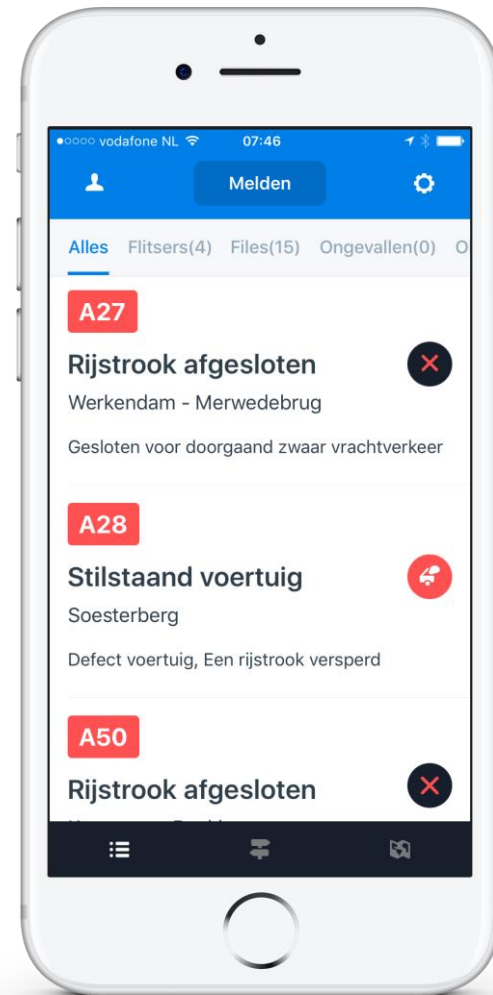 vodafone NL 07:46
Melden
Alles Flitsers(4) Files(15) Ongevallen(0) O
A27
Rijstrook afgesloten
Werkendam - Merwedebrug
Gesloten voor doorgaand zwaar vrachtverkeer
A28
Stilstaand voertuig
Soesterberg
Defect voertuig, Een rijstrook versperd
A50
Rijstrook afgesloten